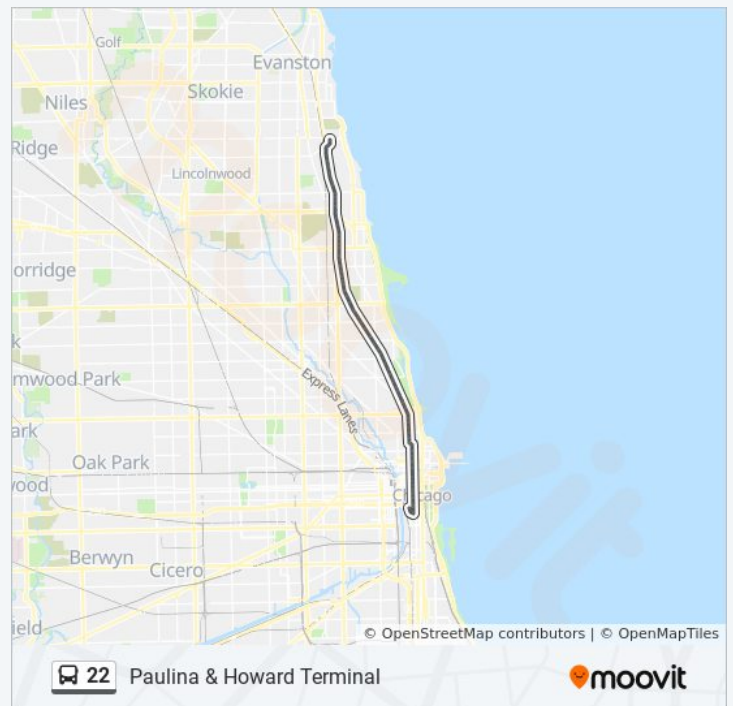 Golf
Evanston
Skokie
Niles
Ridge
Lincolnwood
orridge
k
mwood Park
Express Lanes
ark
Oak Park
wood
Chicago
Berwyn
Cicero
ield
© OpenStreetMap contributors | © OpenMapTiles
22 Paulina & Howard Terminal
moovit